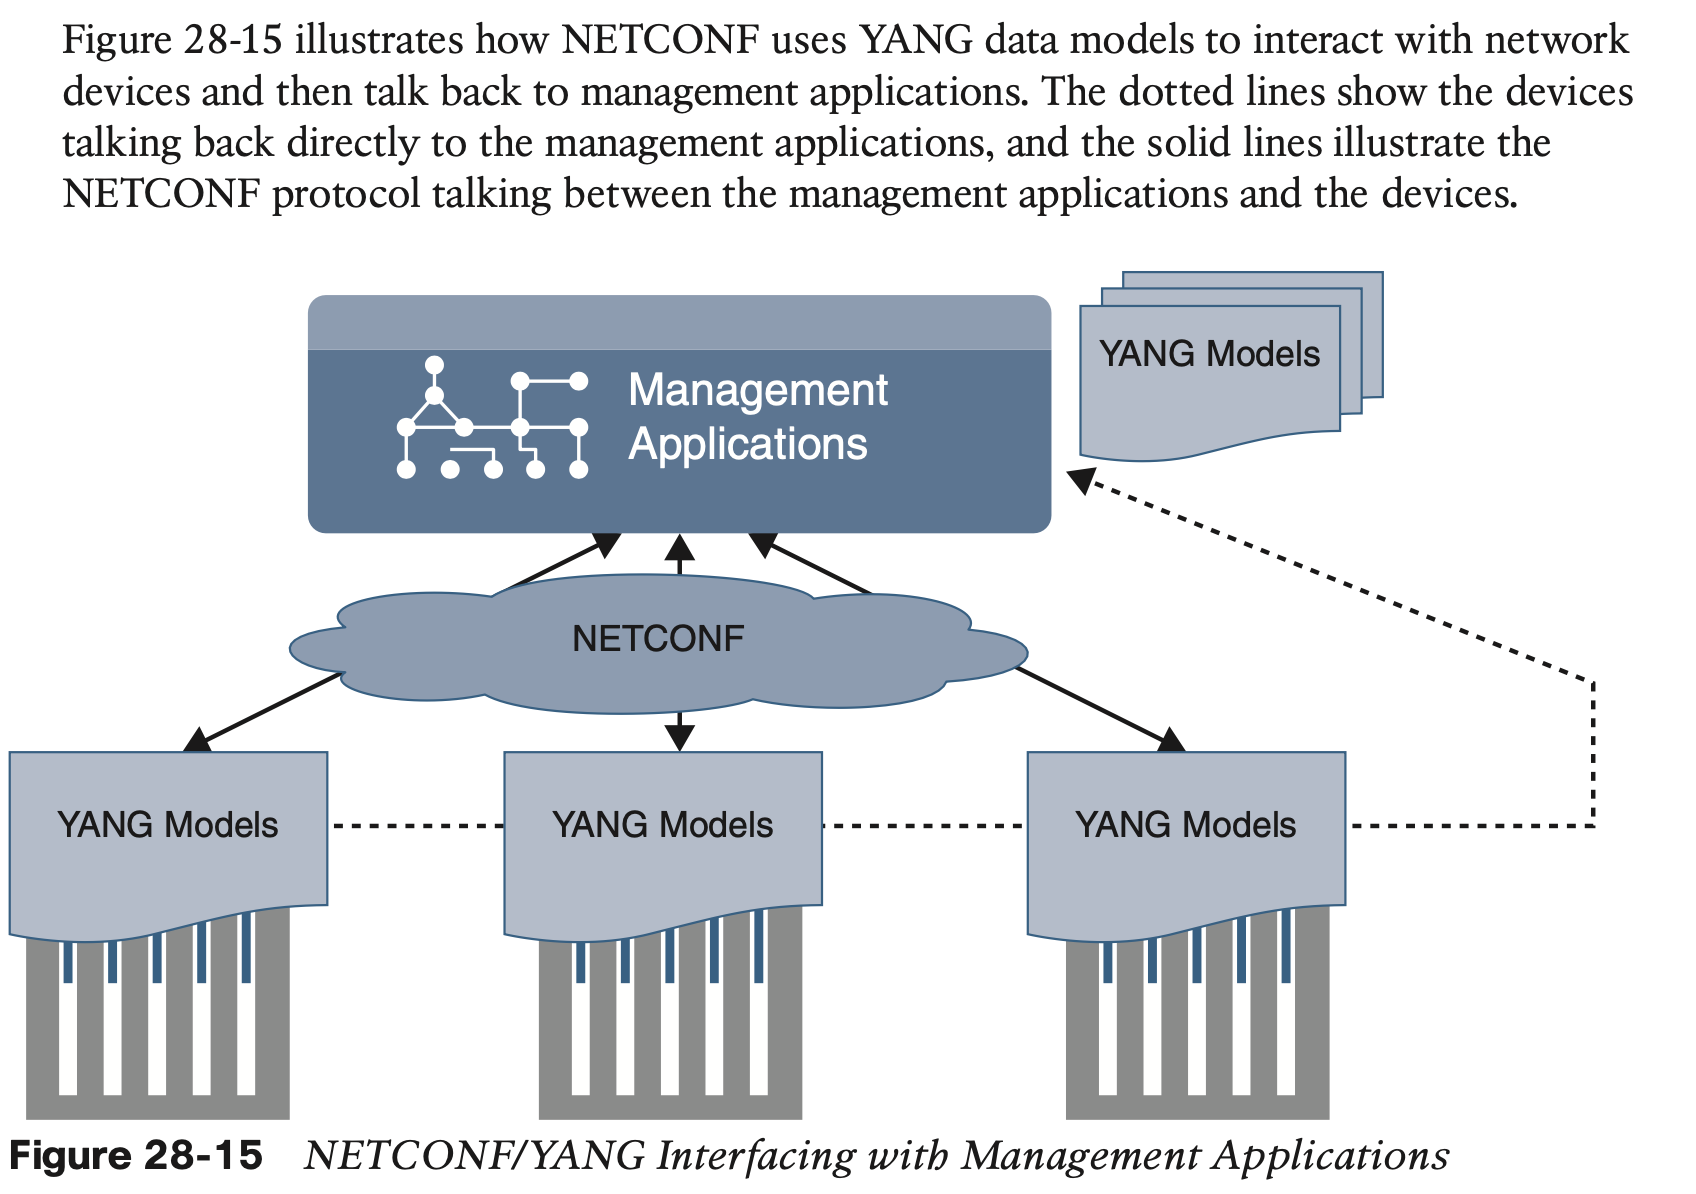 Figure 28-15 illustrates how NETCONF uses YANG data models to interact with network
devices and then talk back to management applications. The dotted lines show the devices
talking back directly to the management applications, and the solid lines illustrate the
NETCONF protocol talking between the management applications and the devices.
YANG Models
Management
Applications
NETCONF
YANG Models
YANG Models
YANG Models
Figure 28-15 NETCONF/YANG Interfacing with Management Applications